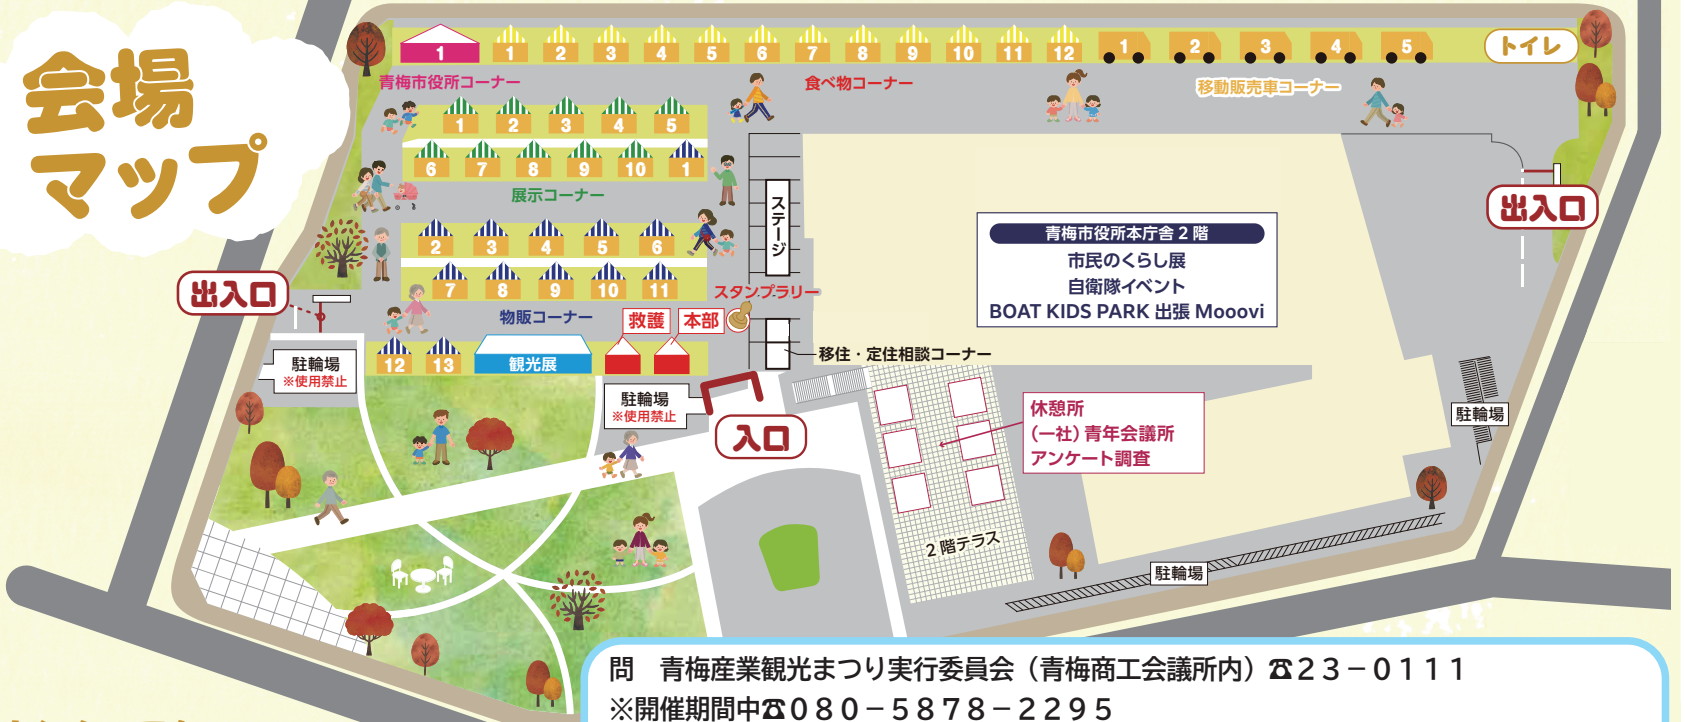 会場
マップ
1
1 2 3 4 5 6 7 8 9 10 11 12
1 2 3 4 5
トイレ
青梅市役所コーナー
食べ物コーナー
移動販売車コーナー
1 2 3 4 5
6 7 8 9 10 1
展示コーナー
ステージ
出入口
2 3 4 5 6
7 8 9 10 11
青梅市役所本庁舎2階
市民のくらし展
自衛隊イベント
BOAT KIDS PARK 出張 Mooovi
出入口
スタンプラリー
物販コーナー
救護
本部
12 13
観光展
移住・定住相談コーナー
駐輪場
※使用禁止
駐輪場
※使用禁止
入口
休憩所
(一社)青年会議所
アンケート調査
駐輪場
2階テラス
駐輪場
問 青梅産業観光まつり実行委員会(青梅商工会議所内)☎23-0111
※開催期間中☎080-5878-2295